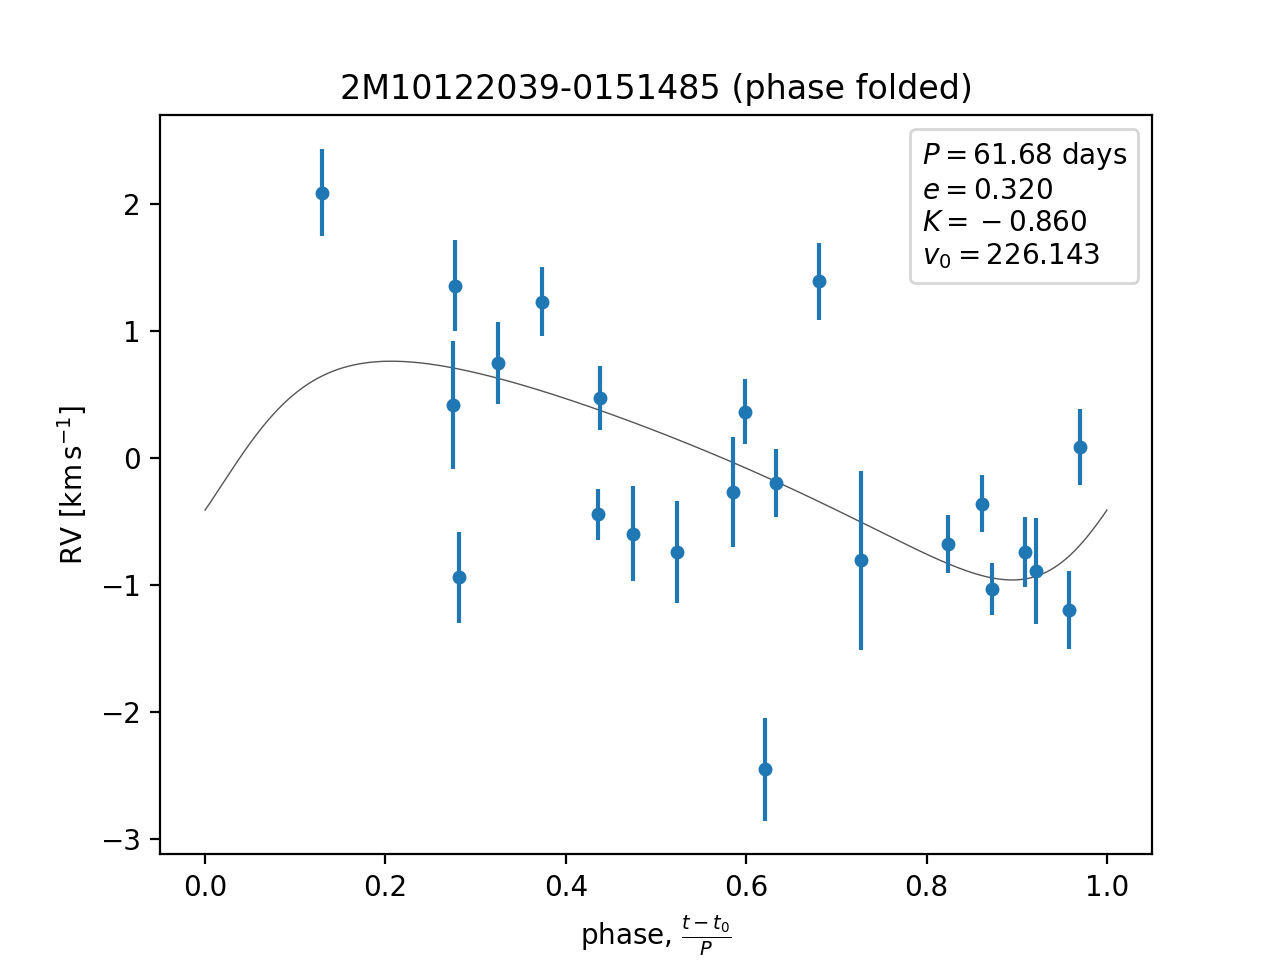 2M10122039-0151485 (phase folded)
P = 61.68 days
e = 0.320
K = −0.860
v₀ = 226.143
2
1
0
−1
−2
−3
RV [km s⁻¹]
0.0 0.2 0.4 0.6 0.8 1.0
phase, (t − t₀)/P